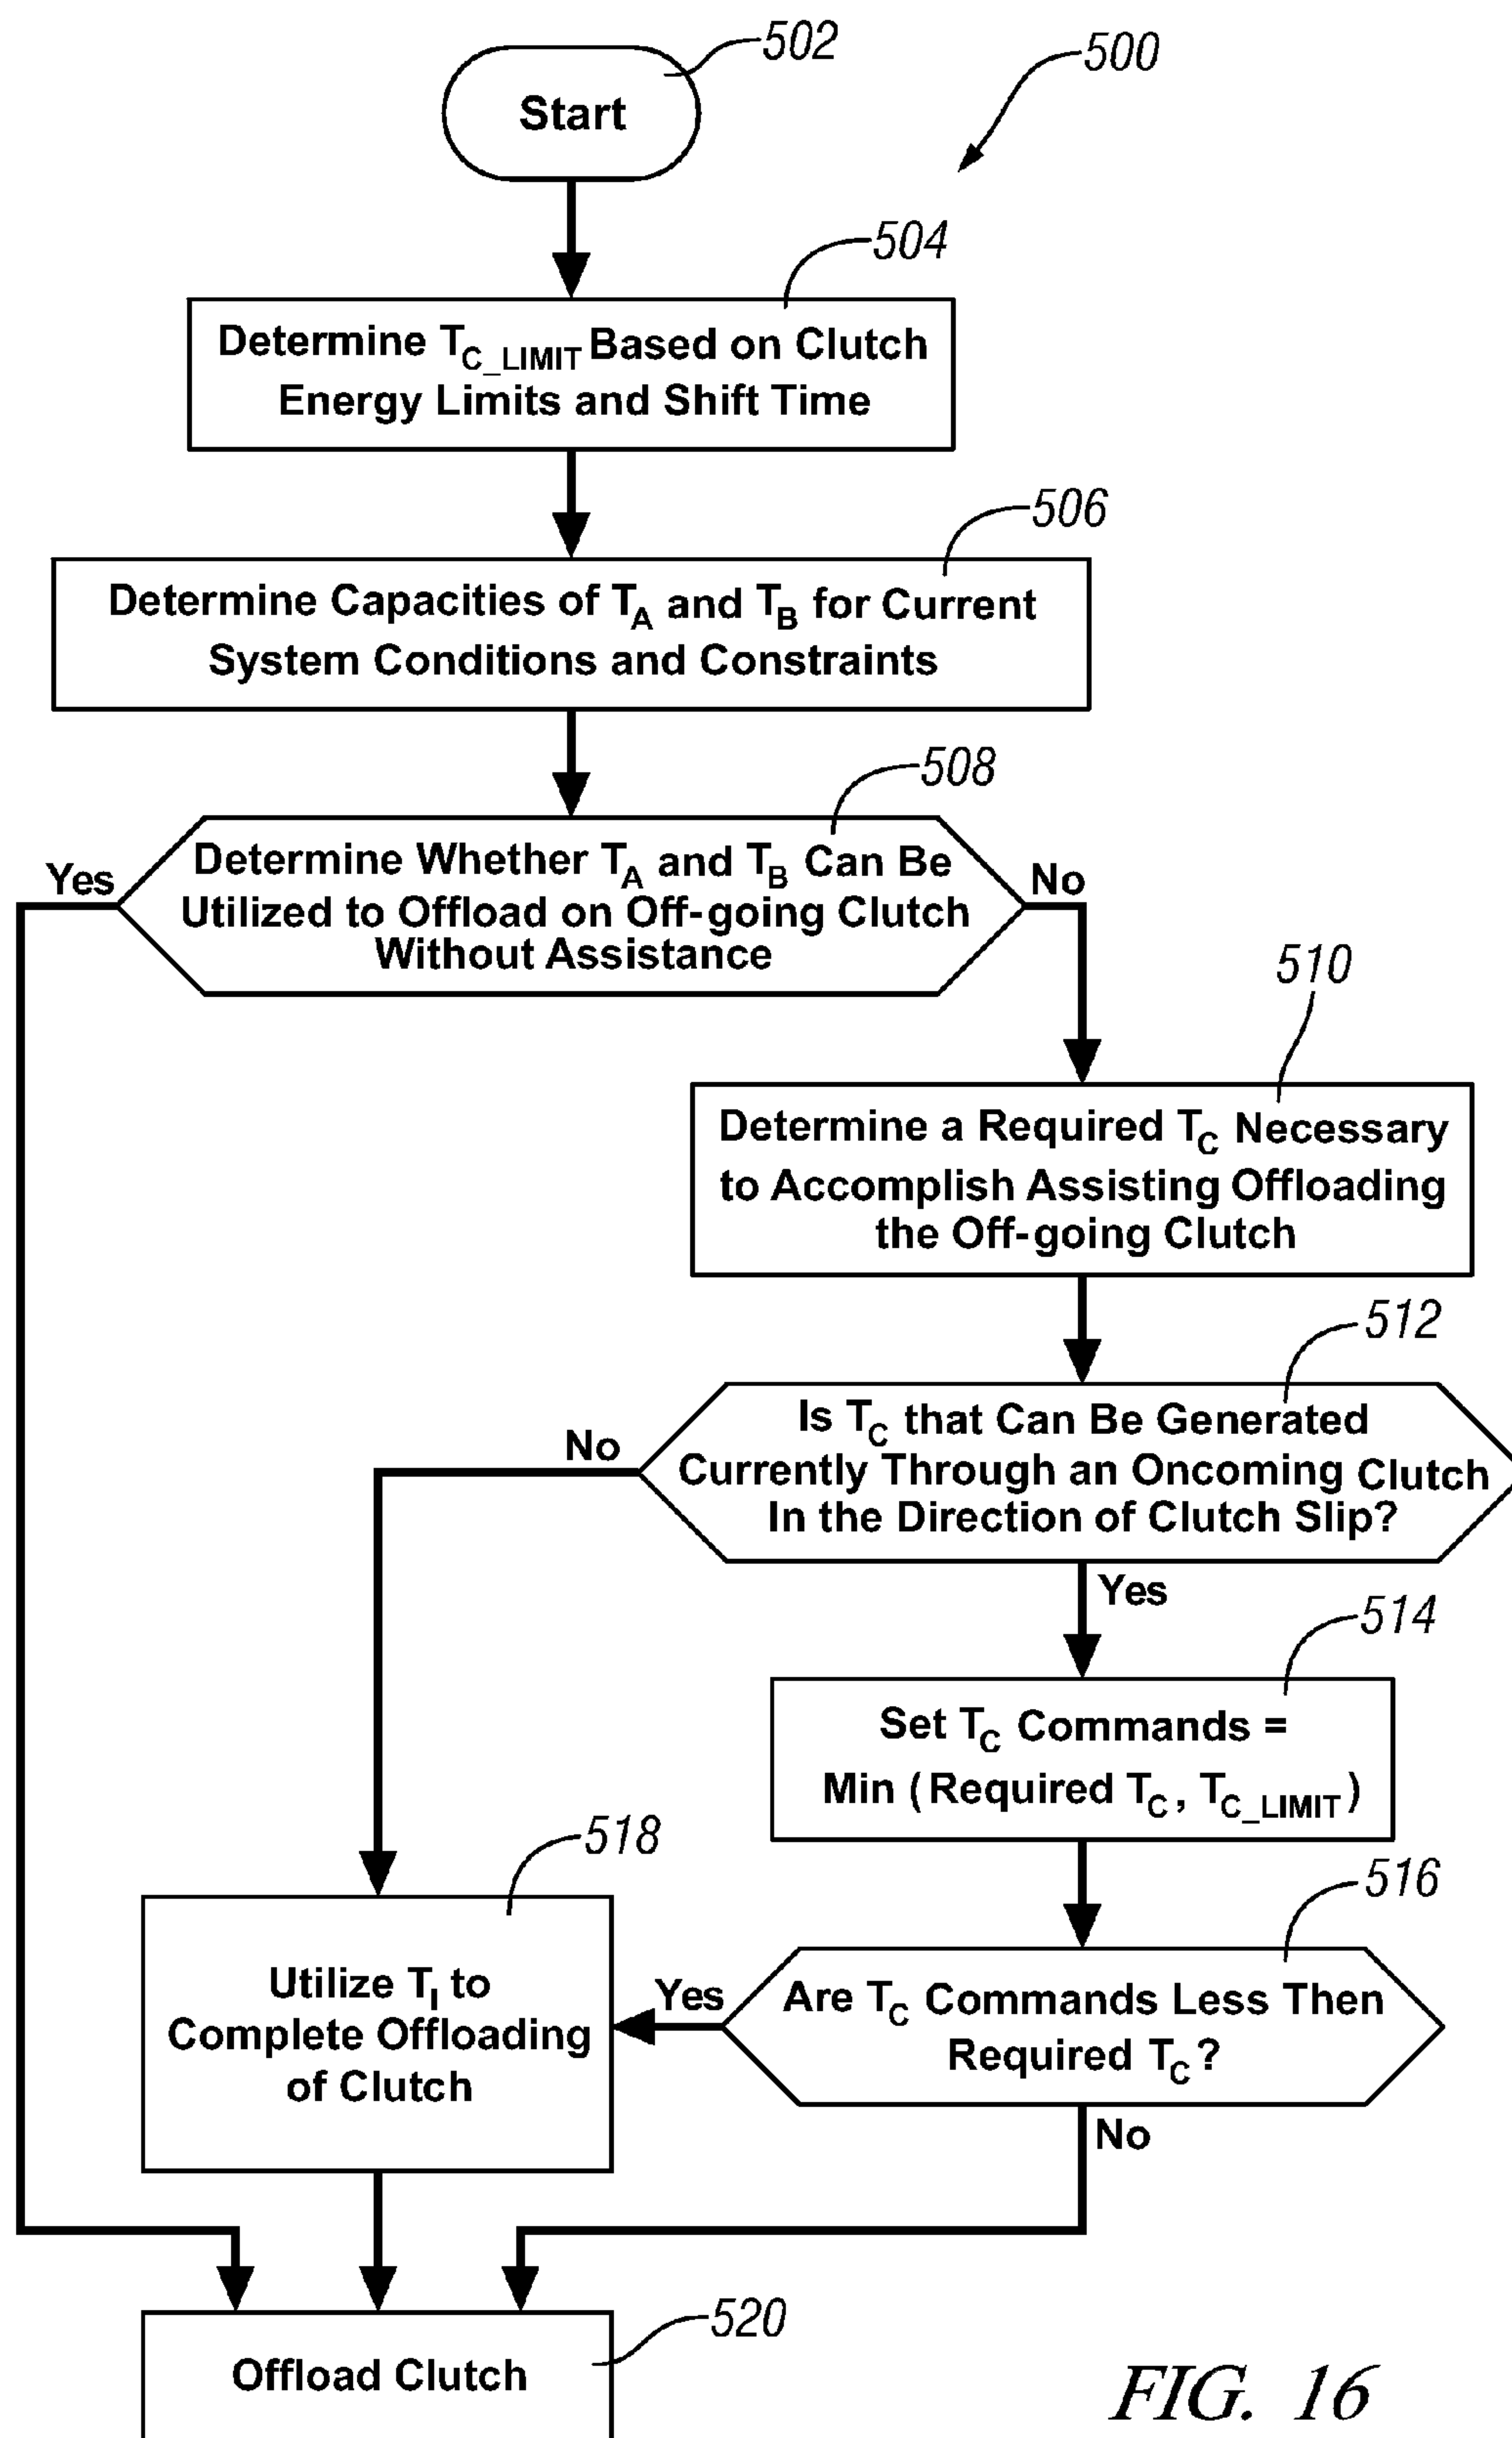 502
500
Start
504
Determine TC_LIMIT Based on Clutch
Energy Limits and Shift Time
506
Determine Capacities of TA and TB for Current
System Conditions and Constraints
508
Yes
Determine Whether TA and TB Can Be
Utilized to Offload on Off-going Clutch
Without Assistance
No
510
Determine a Required TC Necessary
to Accomplish Assisting Offloading
the Off-going Clutch
512
No
Is TC that Can Be Generated
Currently Through an Oncoming Clutch
In the Direction of Clutch Slip?
Yes
514
Set TC Commands =
Min (Required TC, TC_LIMIT)
518
516
Utilize TI to
Complete Offloading
of Clutch
Yes
Are TC Commands Less Then
Required TC?
No
520
Offload Clutch
FIG. 16